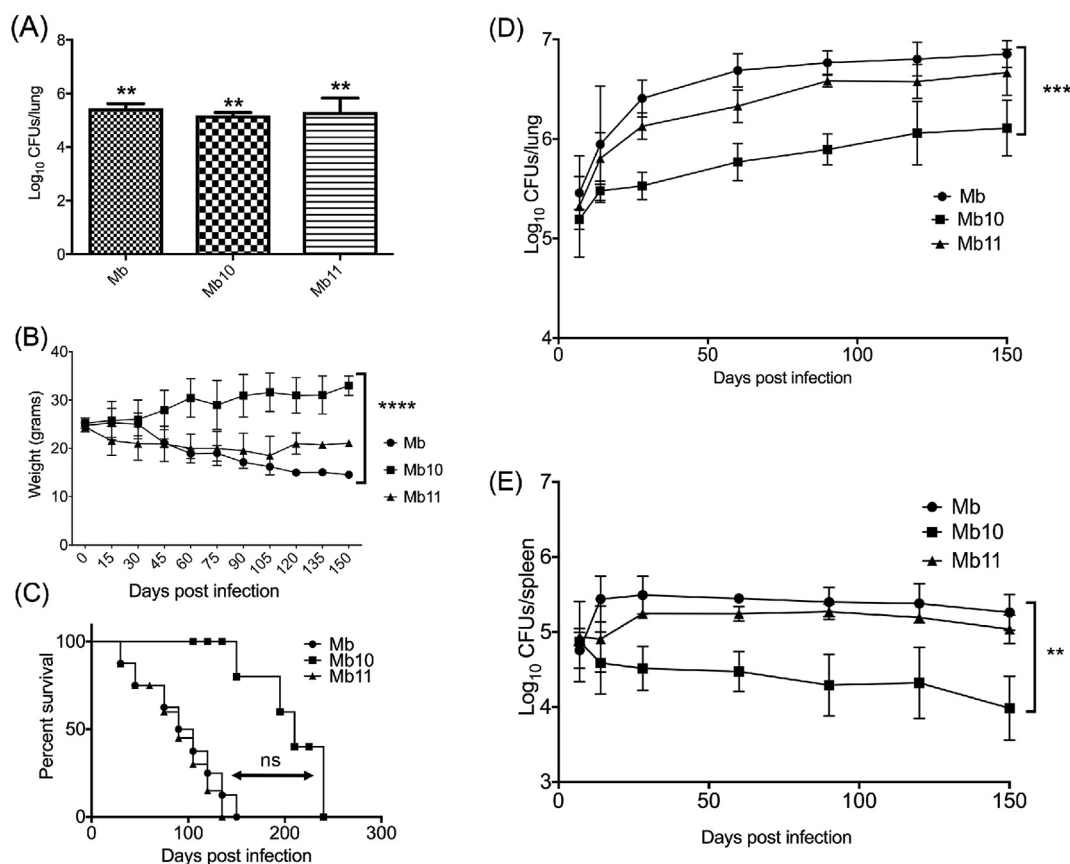 (A)
Log10 CFUs/lung
8
6
4
2
0
** ** **
Mb Mb10 Mb11
(B)
Weight (grams)
40
30
20
10
0
0 15 30 45 60 75 90 105 120 135 150
Days post infection
****
Mb
Mb10
Mb11
(C)
Percent survival
100
50
0
0 100 200 300
Days post infection
Mb
Mb10
Mb11
ns
(D)
Log10 CFUs/lung
7
6
5
4
0 50 100 150
Days post infection
Mb
Mb10
Mb11
***
(E)
Log10 CFUs/spleen
7
6
5
4
3
0 50 100 150
Days post infection
Mb
Mb10
Mb11
**